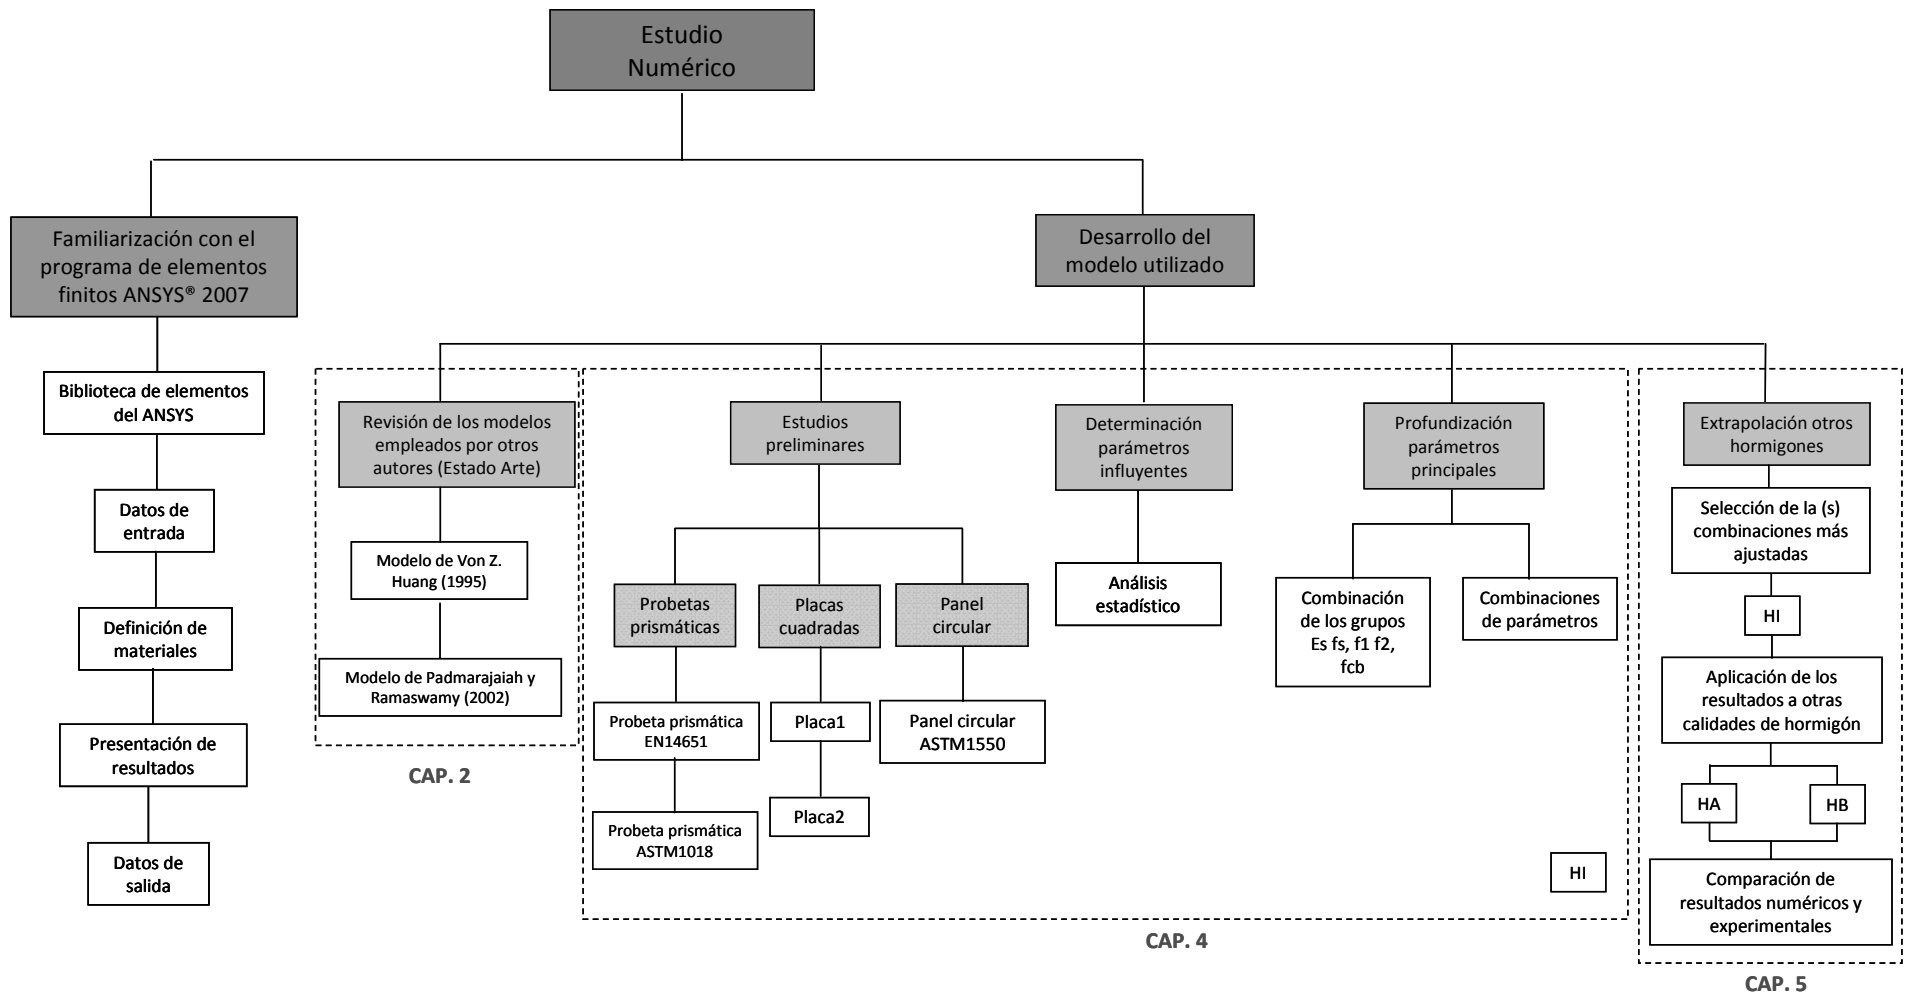 Estudio
Numérico
Familiarización con el
programa de elementos
finitos ANSYS® 2007
Desarrollo del
modelo utilizado
Biblioteca de elementos
del ANSYS
Datos de
entrada
Definición de
materiales
Presentación de
resultados
Datos de
salida
Revisión de los modelos
empleados por otros
autores (Estado Arte)
Modelo de Von Z.
Huang (1995)
Modelo de Padmarajaiah y
Ramaswamy (2002)
CAP. 2
Estudios
preliminares
Probetas
prismáticas
Probeta prismática
EN14651
Probeta prismática
ASTM1018
Placas
cuadradas
Placa1
Placa2
Panel
circular
Panel circular
ASTM1550
Determinación
parámetros
influyentes
Análisis
estadístico
Profundización
parámetros
principales
Combinación
de los grupos
Es fs, f1 f2,
fcb
Combinaciones
de parámetros
HI
CAP. 4
Extrapolación otros
hormigones
Selección de la (s)
combinaciones más
ajustadas
HI
Aplicación de los
resultados a otras
calidades de hormigón
HA
HB
Comparación de
resultados numéricos y
experimentales
CAP. 5